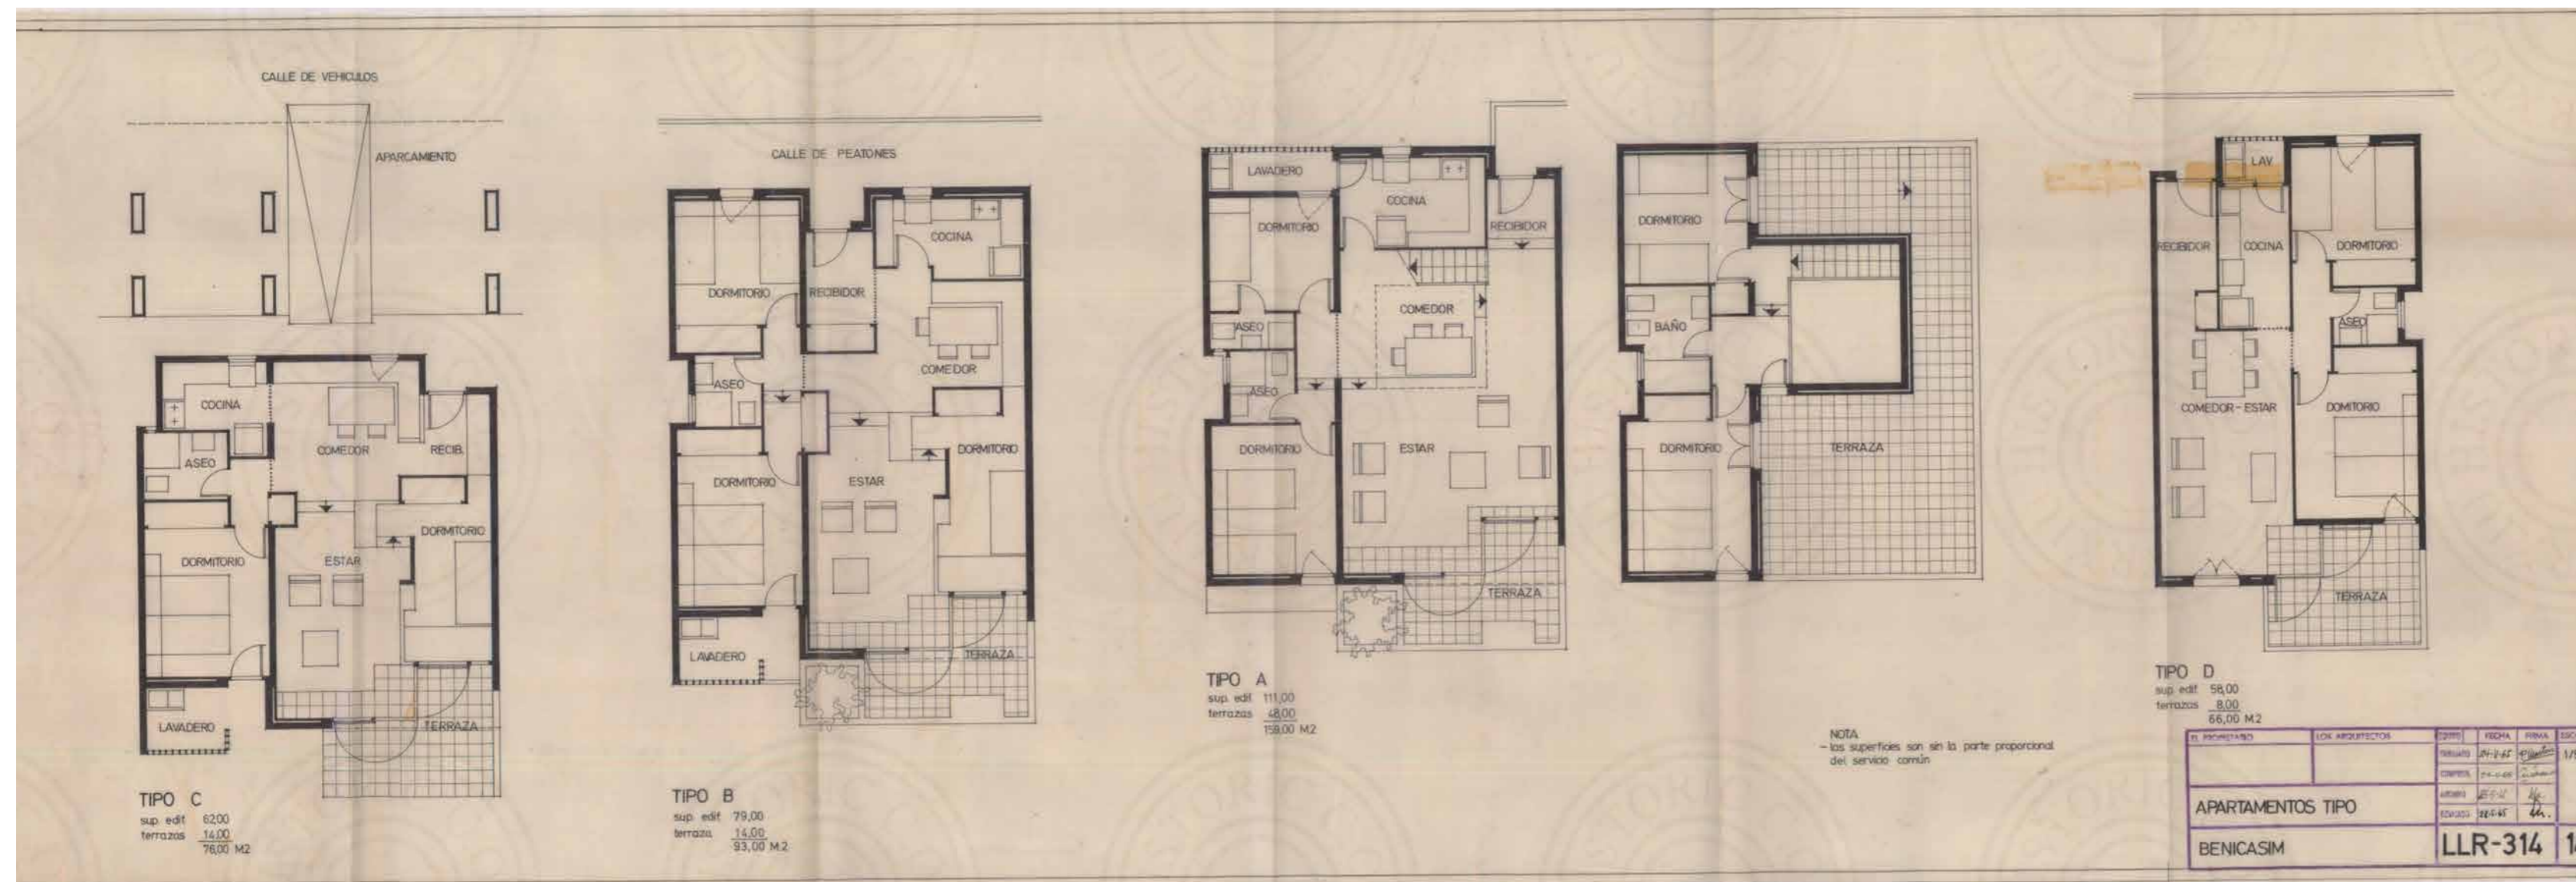 CALLE DE VEHICULOS
APARCAMIENTO
COCINA
COMEDOR
RECIB.
ASEO
DORMITORIO
DORMITORIO
ESTAR
LAVADERO
TERRAZA
TIPO C
sup. edif. 62,00
terrazas 14,00
76,00 M2
CALLE DE PEATONES
COCINA
DORMITORIO
RECIBIDOR
COMEDOR
ASEO
DORMITORIO
DORMITORIO
ESTAR
LAVADERO
TERRAZA
TIPO B
sup. edif. 79,00
terraza 14,00
93,00 M.2
LAVADERO
COCINA
DORMITORIO
RECIBIDOR
COMEDOR
ASEO
ASEO
DORMITORIO
ESTAR
TERRAZA
TIPO A
sup. edif. 111,00
terrazas 48,00
159,00 M.2
DORMITORIO
BAÑO
DORMITORIO
TERRAZA
NOTA
- las superficies son sin la parte proporcional
del servicio común
LAV
RECIBIDOR
COCINA
DORMITORIO
ASEO
COMEDOR-ESTAR
DOMITORIO
TERRAZA
TIPO D
sup. edif. 58,00
terrazas 8,00
66,00 M.2
EL PROPIETARIO
LOS ARQUITECTOS
FECHA
FIRMA
APARTAMENTOS TIPO
BENICASIM
LLR-314